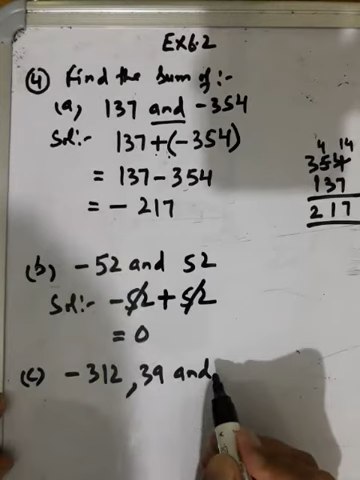 EX 6.2
④ Find the sum of:-
(a), 137 and -354
Sol:- 137+(-354)
= 137-354
= - 217
4 14
354
137
217
(b) -52 and 52
Sol:- -52 + 52
= 0
(c) -312, 39 and